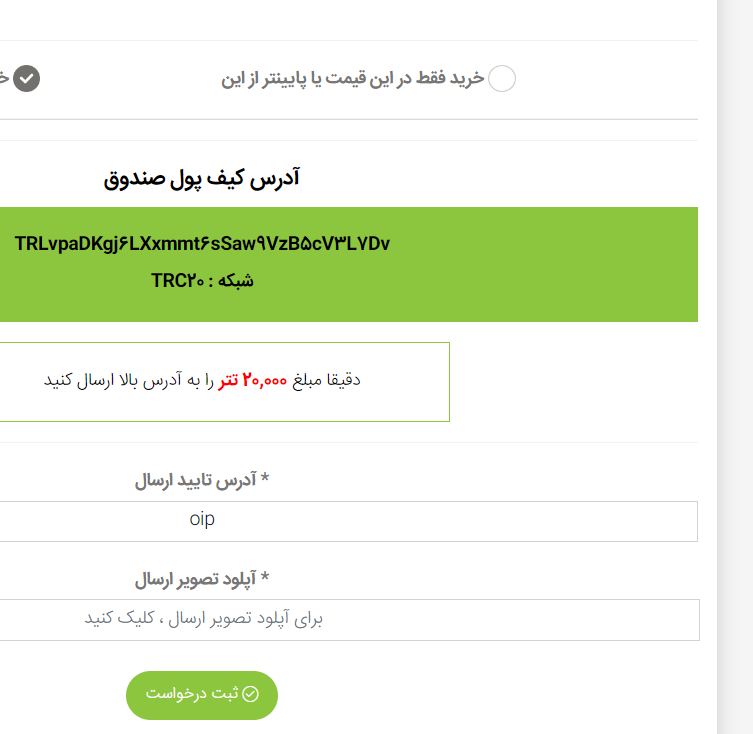 خرید فقط در این قیمت یا پایینتر از این
آدرس کیف پول صندوق
TRLvpaDKgj۶LXxmmt۶sSaw۹VzB۵cV۳L۷Dv
شبکه : TRC۲۰
دقیقا مبلغ ۲۰,۰۰۰ تتر را به آدرس بالا ارسال کنید
* آدرس تایید ارسال
oip
* آپلود تصویر ارسال
برای آپلود تصویر ارسال ، کلیک کنید
ثبت درخواست